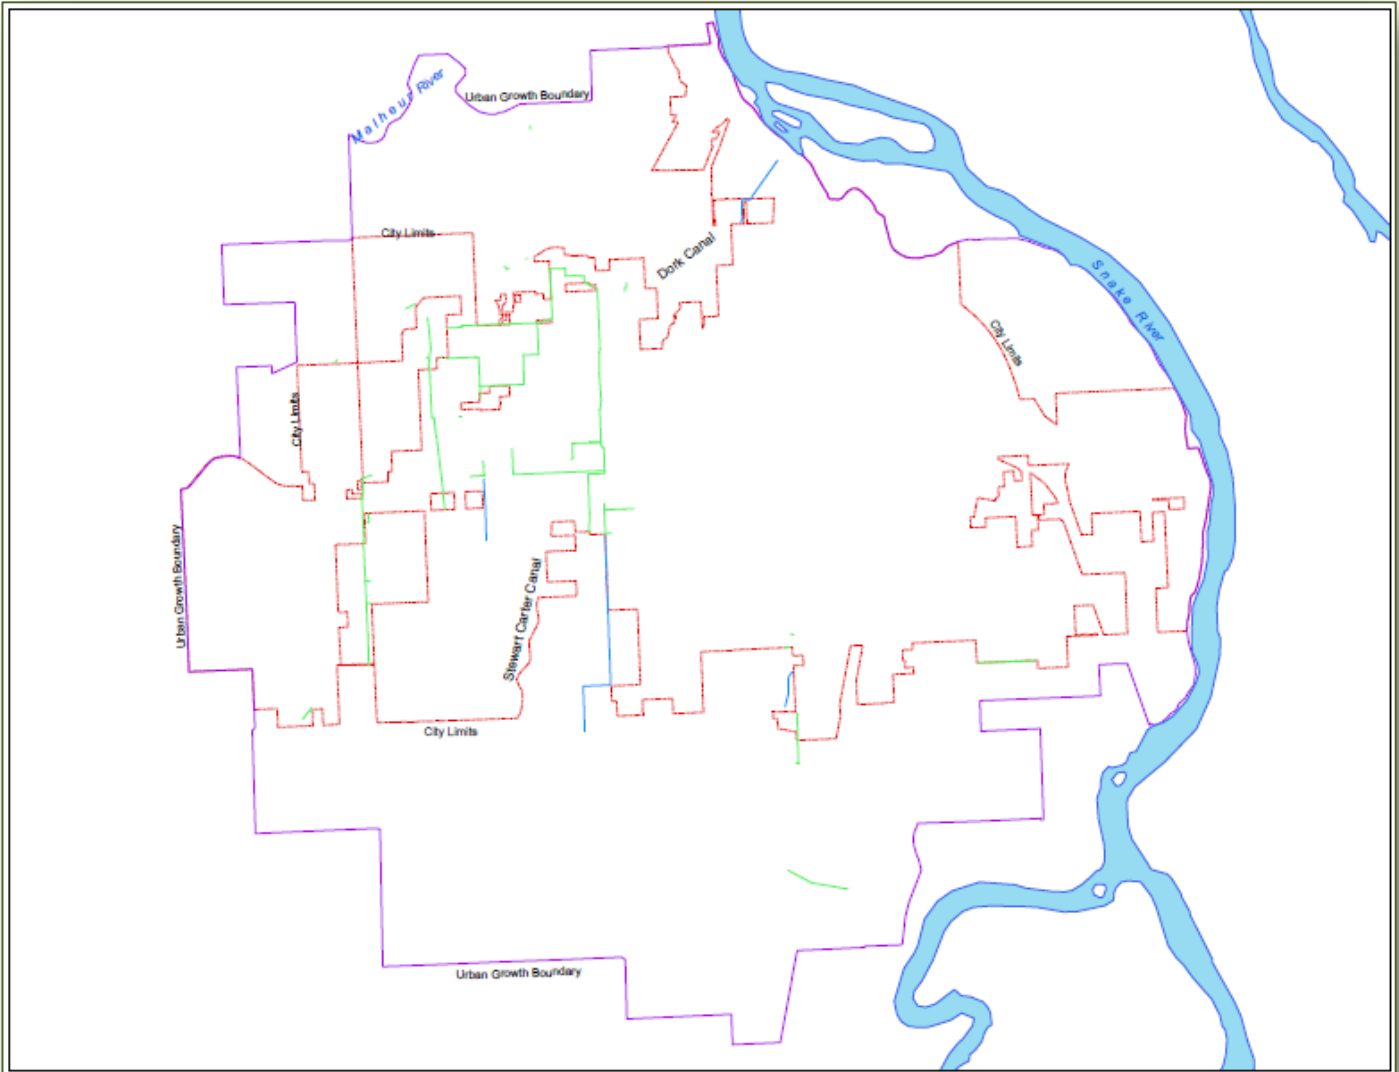 Malheur River
Urban Growth Boundary
City Limits
Dork Canal
Snake River
City Limits
City Limits
Urban Growth Boundary
Stewart Carter Canal
City Limits
Urban Growth Boundary